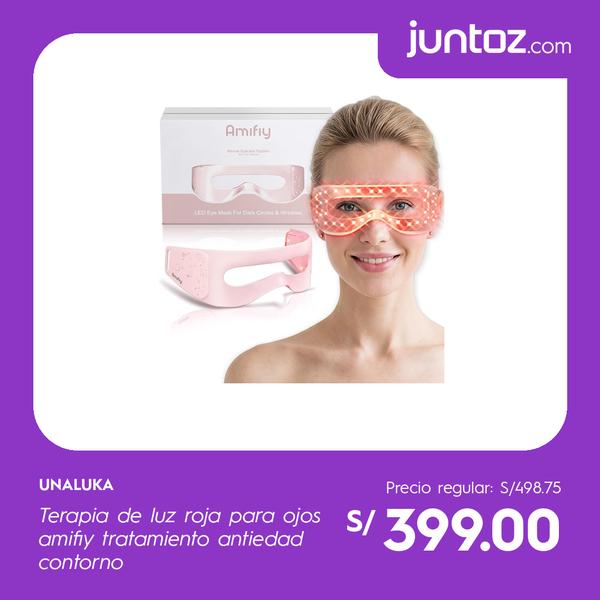 juntoz.com
Amifiy
LED Eye Mask For Dark Circles & Wrinkles
Amifiy
UNALUKA
Terapia de luz roja para ojos
amifiy tratamiento antiedad
contorno
Precio regular: S/498.75
S/ 399.00